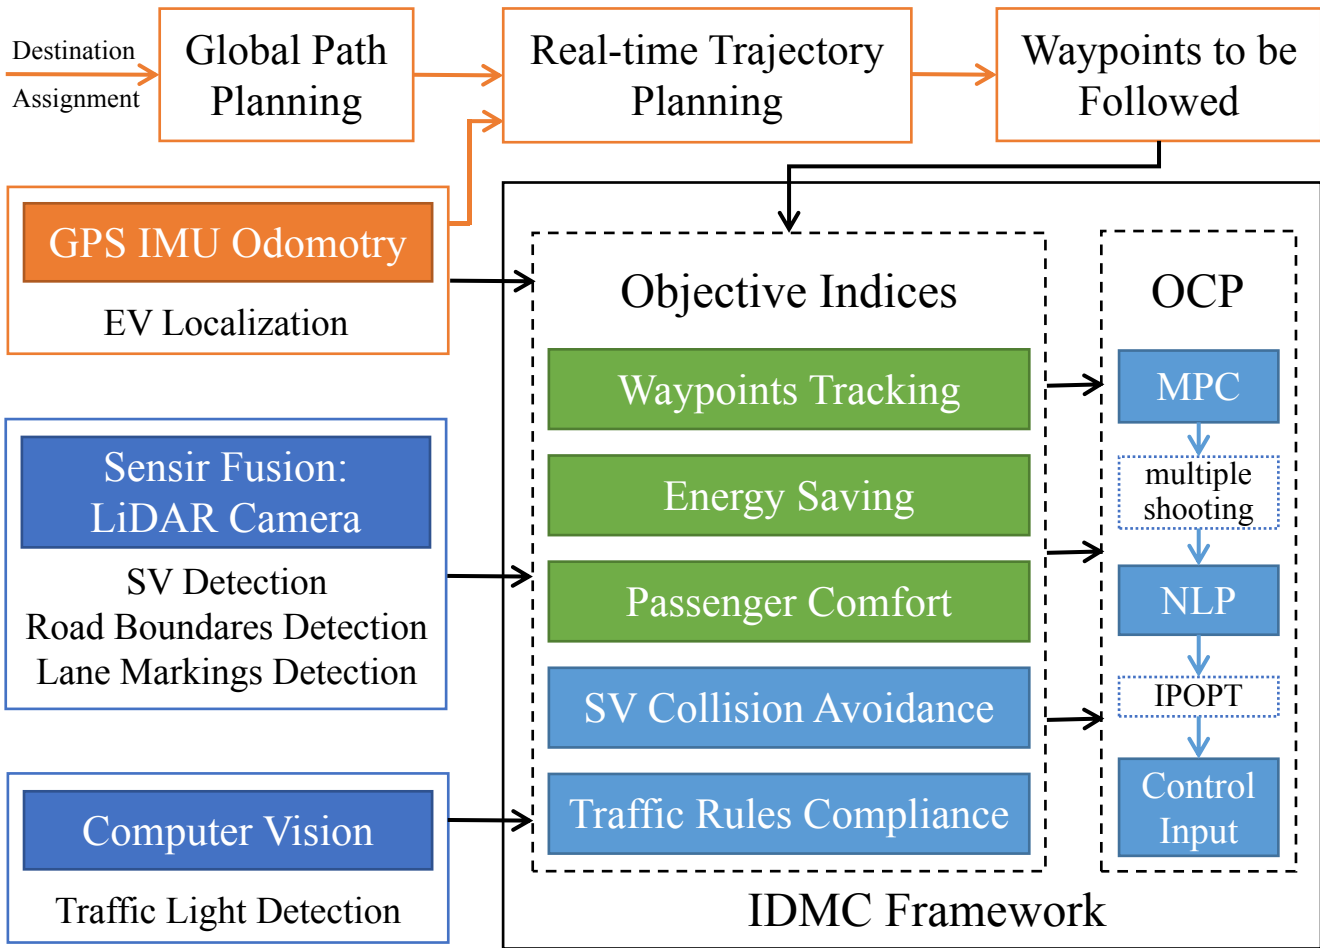 Destination
Assignment
Global Path
Planning
Real-time Trajectory
Planning
Waypoints to be
Followed
GPS IMU Odomotry
EV Localization
Sensir Fusion:
LiDAR Camera
SV Detection
Road Boundares Detection
Lane Markings Detection
Computer Vision
Traffic Light Detection
Objective Indices
Waypoints Tracking
Energy Saving
Passenger Comfort
SV Collision Avoidance
Traffic Rules Compliance
OCP
MPC
multiple
shooting
NLP
IPOPT
Control
Input
IDMC Framework